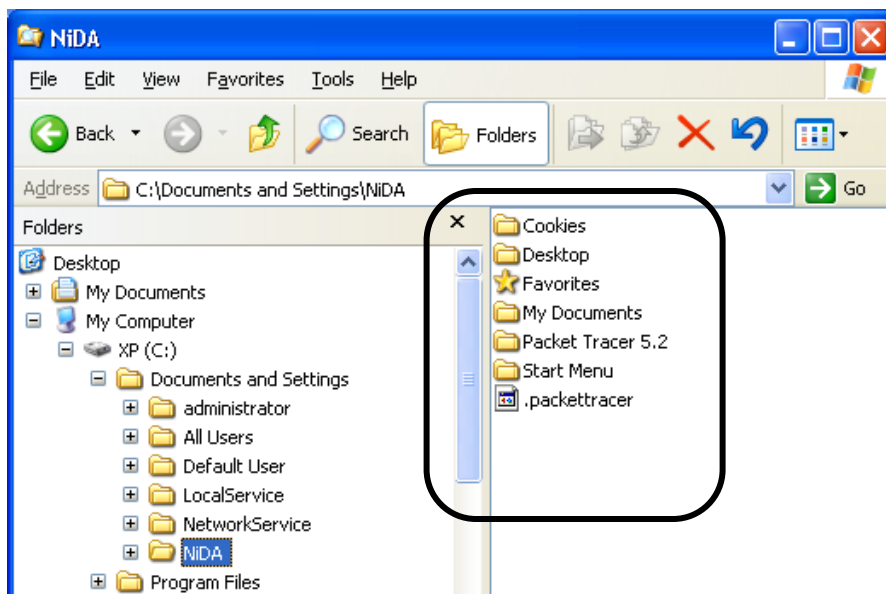 NiDA
File Edit View Favorites Tools Help
Back Search Folders
Address C:\Documents and Settings\NiDA Go
Folders
Desktop
My Documents
My Computer
XP (C:)
Documents and Settings
administrator
All Users
Default User
LocalService
NetworkService
NiDA
Program Files
Cookies
Desktop
Favorites
My Documents
Packet Tracer 5.2
Start Menu
.packettracer